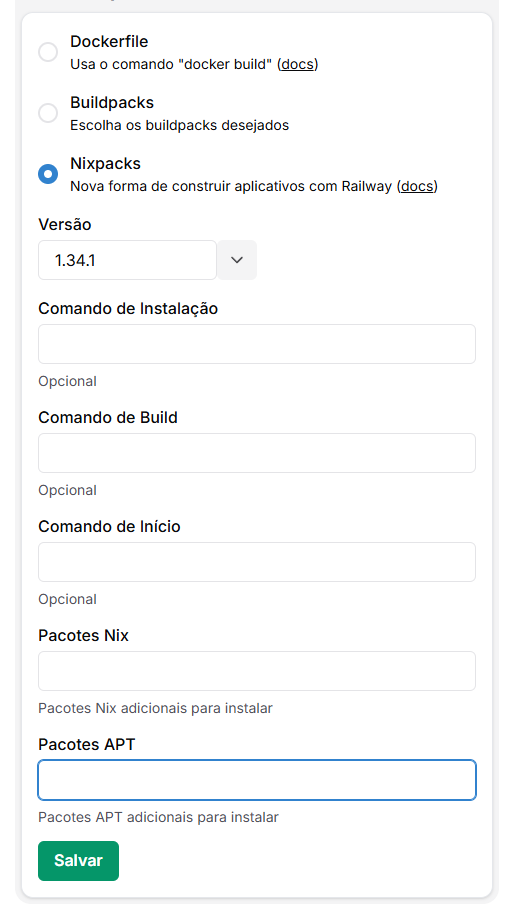 Dockerfile
Usa o comando "docker build" (docs)
Buildpacks
Escolha os buildpacks desejados
Nixpacks
Nova forma de construir aplicativos com Railway (docs)
Versão
1.34.1
Comando de Instalação
Opcional
Comando de Build
Opcional
Comando de Início
Opcional
Pacotes Nix
Pacotes Nix adicionais para instalar
Pacotes APT
Pacotes APT adicionais para instalar
Salvar